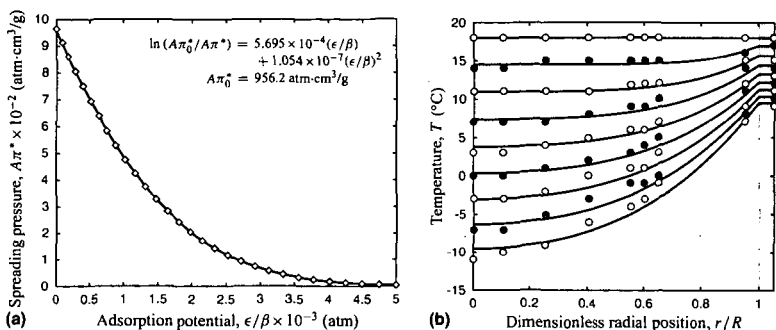 ln (Aπ₀*/Aπ*) = 5.695×10⁻⁴(ϵ/β)
+ 1.054×10⁻⁷(ϵ/β)²
Aπ₀* = 956.2 atm·cm³/g
Spreading pressure, Aπ* × 10⁻² (atm·cm³/g)
10
9
8
7
6
5
4
3
2
1
0
0 0.5 1 1.5 2 2.5 3 3.5 4 4.5 5
Adsorption potential, ϵ/β × 10⁻³ (atm)
(a)
Temperature, T (°C)
20
15
10
5
0
-5
-10
-15
0 0.2 0.4 0.6 0.8 1.0
Dimensionless radial position, r/R
(b)